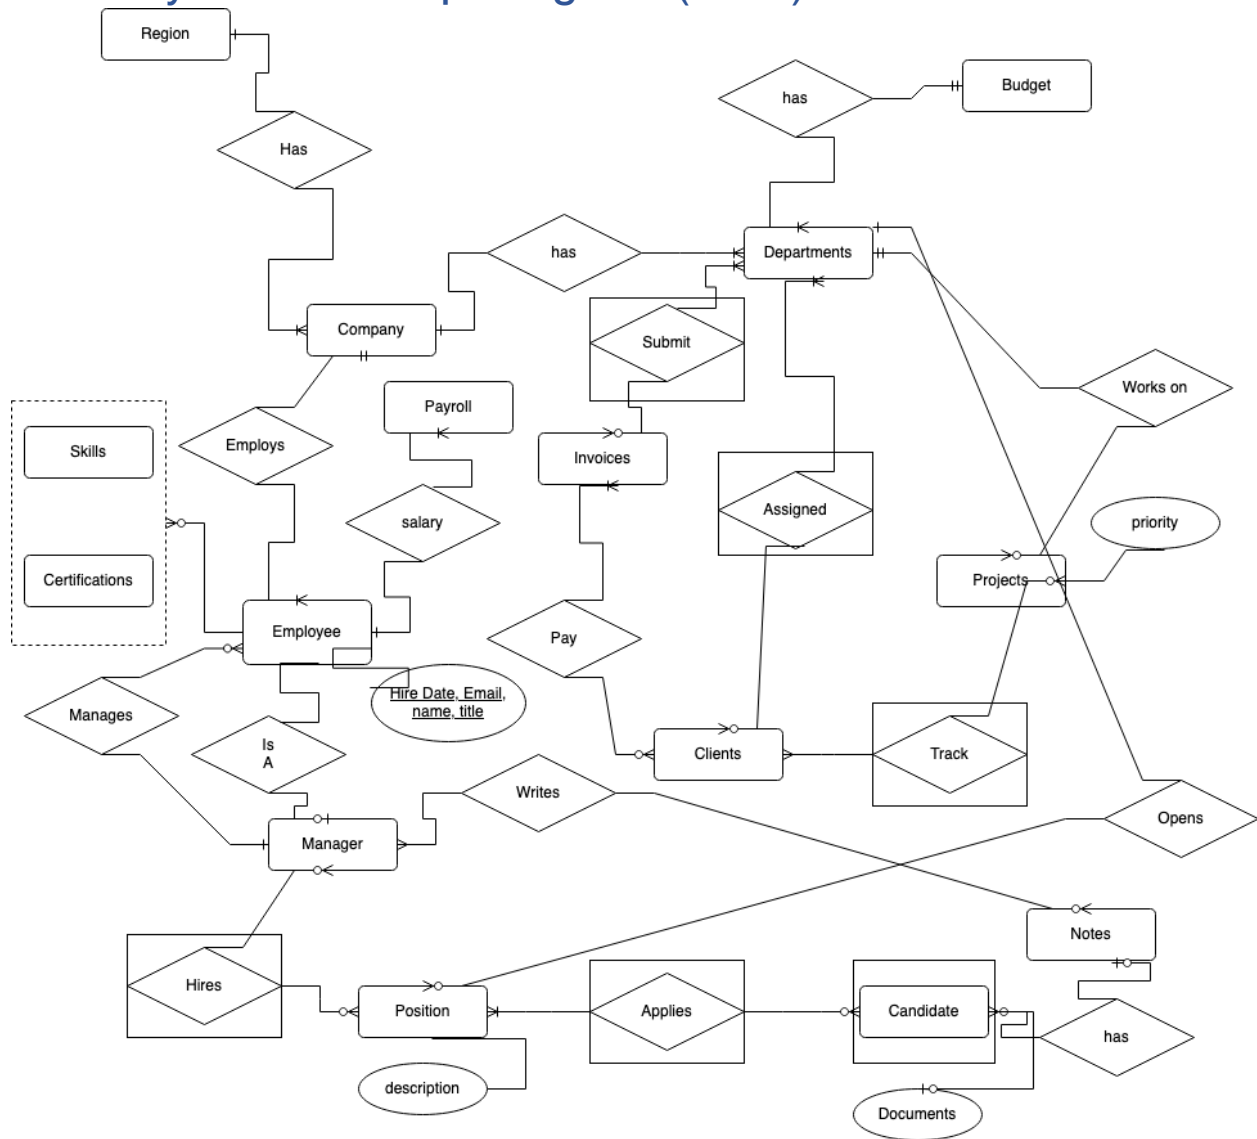 Region
has
Budget
Has
has
Departments
Company
Submit
Works on
Payroll
Skills
Employs
Invoices
salary
Assigned
priority
Certifications
Projects
Employee
Pay
Hire Date, Email,
name, title
Manages
Is
A
Clients
Track
Writes
Opens
Manager
Notes
Hires
Position
Applies
Candidate
has
description
Documents